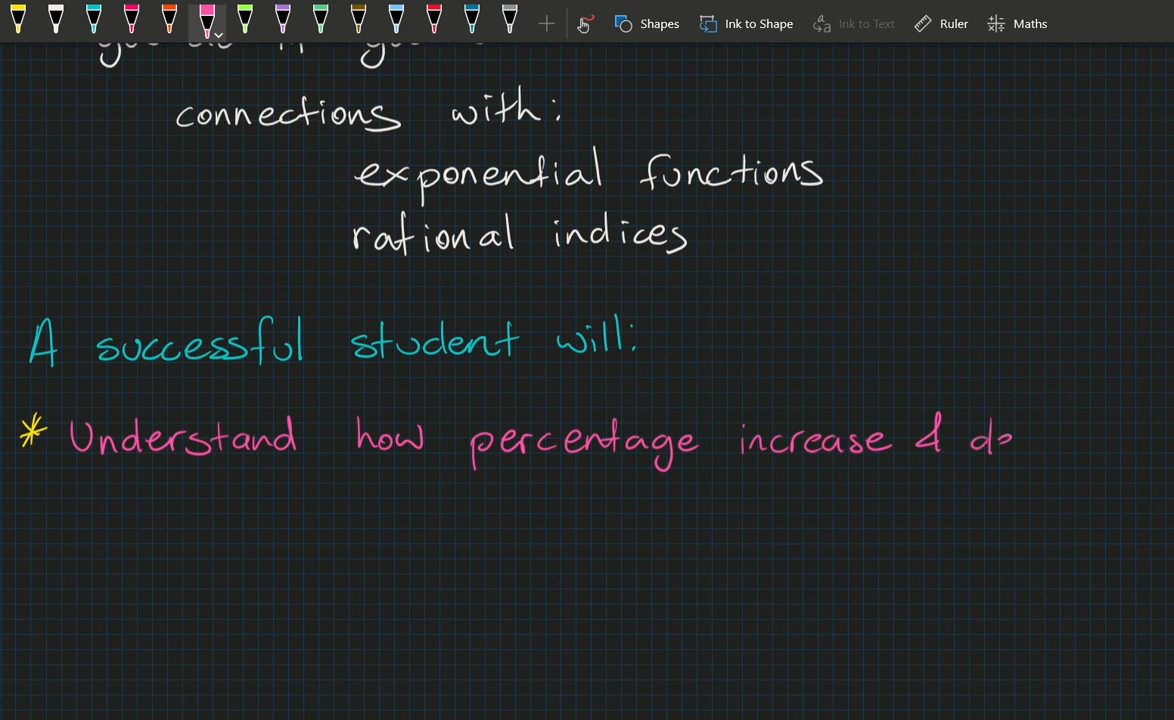 Shapes Ink to Shape Ink to Text Ruler Maths
connections with:
exponential functions
rational indices
A successful student will:
* Understand how percentage increase & de